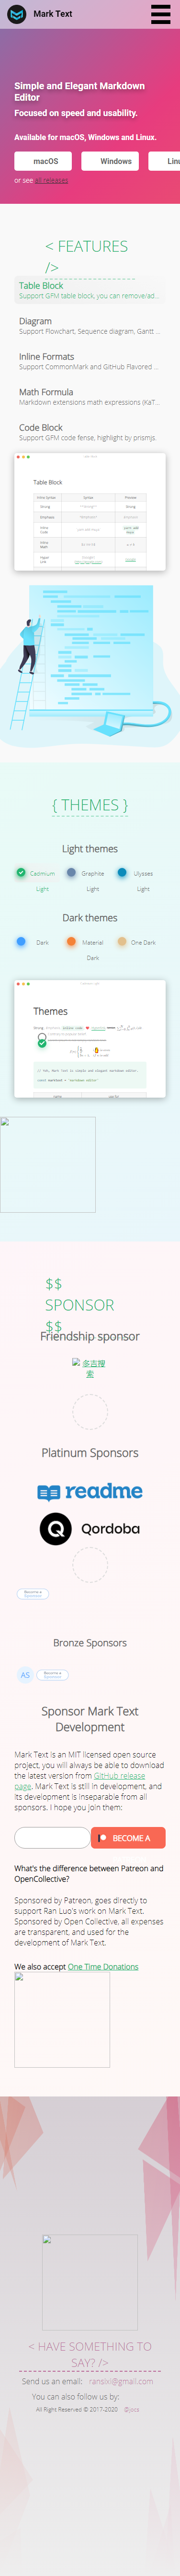 Mark Text
Simple and Elegant Markdown
Editor
Focused on speed and usability.
Available for macOS, Windows and Linux.
macOS
Windows
Linu
or see all releases
< FEATURES
/>
Table Block
Support GFM table block, you can remove/ad...
Diagram
Support Flowchart, Sequence diagram, Gantt ...
Inline Formats
Support CommonMark and GitHub Flavored ...
Math Formula
Markdown extensions math expressions (KaT...
Code Block
Support GFM code fense, highlight by prismjs.
Table Block
{ THEMES }
Light themes
Cadmium
Light
Graphite
Light
Ulysses
Light
Dark themes
Dark
Material
Dark
One Dark
Themes
$$
SPONSOR
$$
Friendship sponsor
多吉搜
索
Platinum Sponsors
readme
Qordoba
Become a
Sponsor
Bronze Sponsors
AS
Become a
Sponsor
Sponsor Mark Text
Development
Mark Text is an MIT licensed open source
project, you will always be able to download
the latest version from GitHub release
page. Mark Text is still in development, and
its development is inseparable from all
sponsors. I hope you join them:
BECOME A
What's the difference between Patreon and
OpenCollective?
Sponsored by Patreon, goes directly to
support Ran Luo's work on Mark Text.
Sponsored by Open Collective, all expenses
are transparent, and used for the
development of Mark Text.
We also accept One Time Donations
< HAVE SOMETHING TO
SAY? />
Send us an email: ransixi@gmail.com
You can also follow us by:
All Right Reserved © 2017-2020 @Jocs